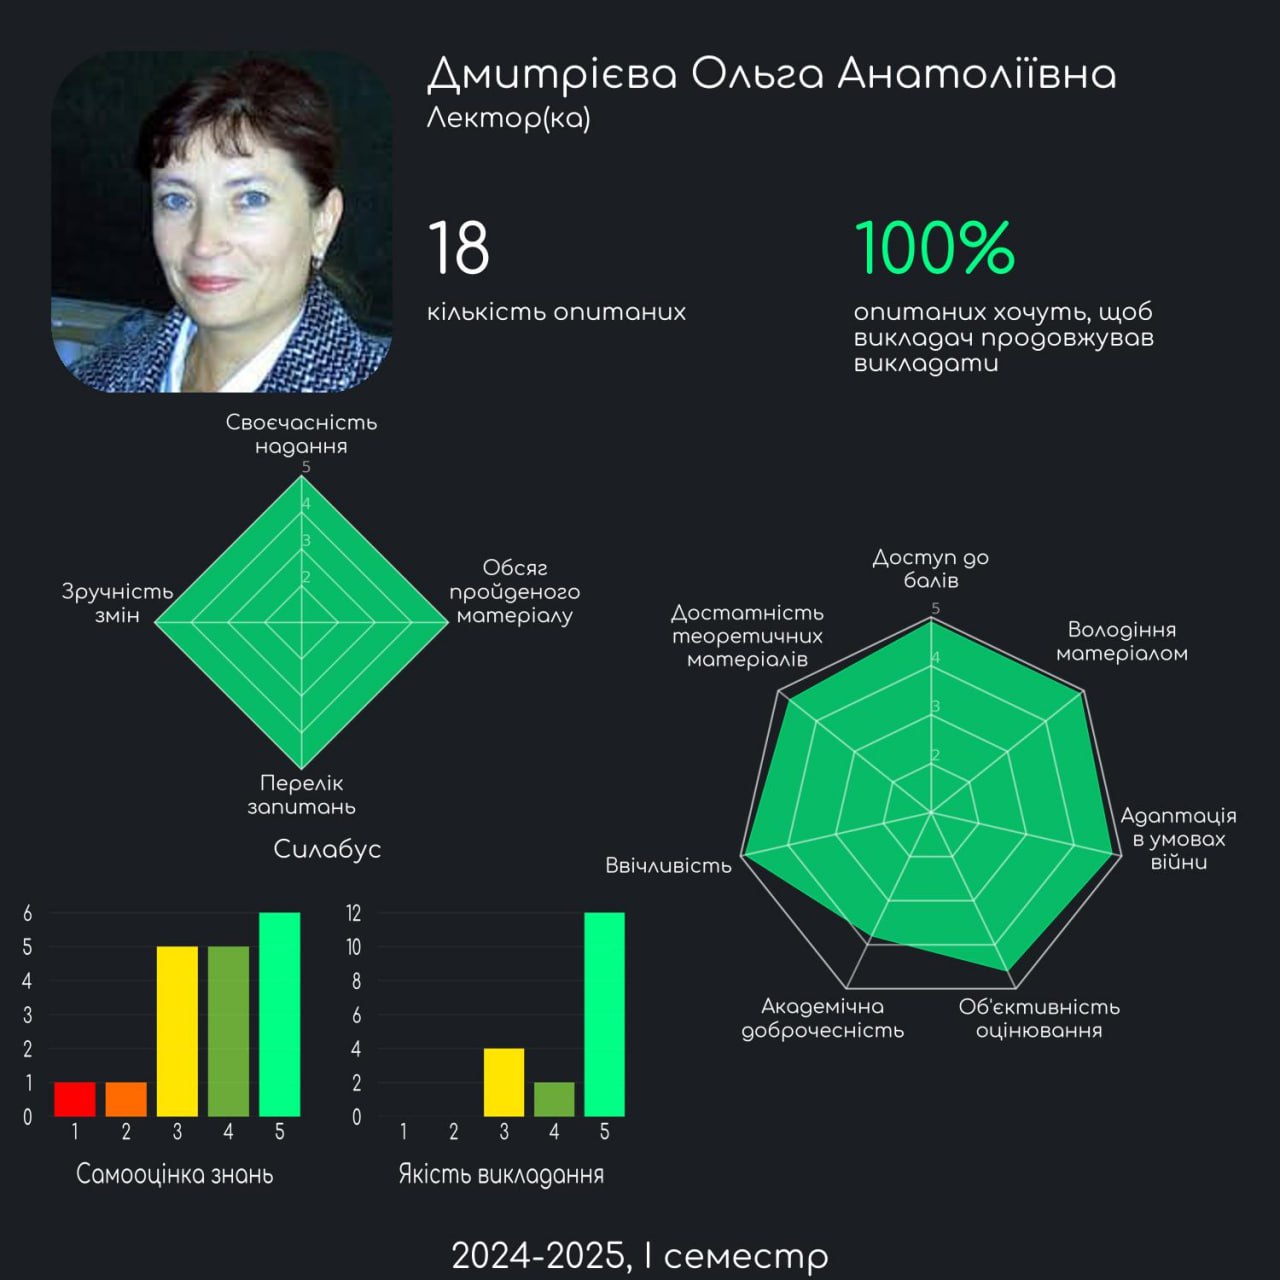 Дмитрієва Ольга Анатоліївна
Лектор(ка)
18
кількість опитаних
100%
опитаних хочуть, щоб
викладач продовжував
викладати
Своєчасність
надання
5
4
3
2
Зручність
змін
Обсяг
пройденого
матеріалу
Перелік
запитань
Силабус
Доступ до
балів
5
4
3
2
Достатність
теоретичних
матеріалів
Володіння
матеріалом
Адаптація
в умовах
війни
Ввічливість
Академічна
доброчесність
Об'єктивність
оцінювання
6
5
4
3
2
1
0
1 2 3 4 5
Самооцінка знань
12
10
8
6
4
2
0
1 2 3 4 5
Якість викладання
2024-2025, І семестр